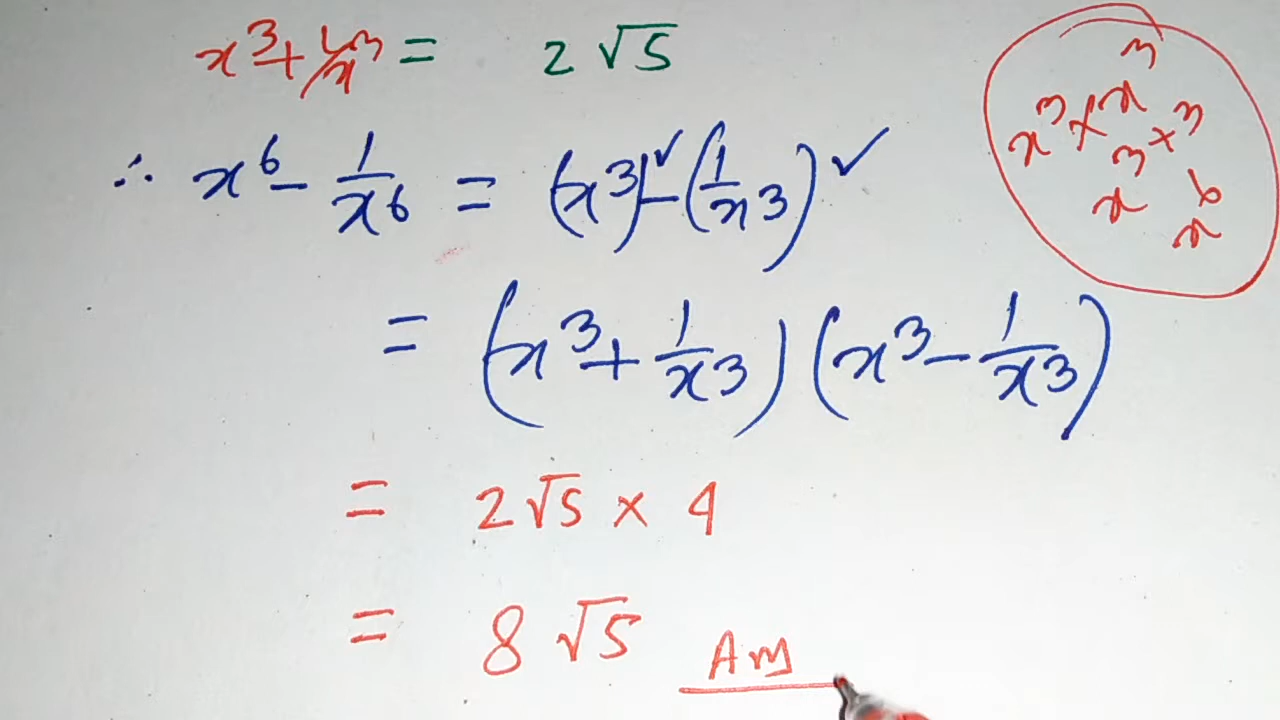 x³ + 1/x³ = 2√5
∴ x⁶ - 1/x⁶ = (x³)² - (1/x³)²
= (x³ + 1/x³) (x³ - 1/x³)
= 2√5 × 4
= 8√5 Ans
x³ × x³
x³⁺³
x⁶